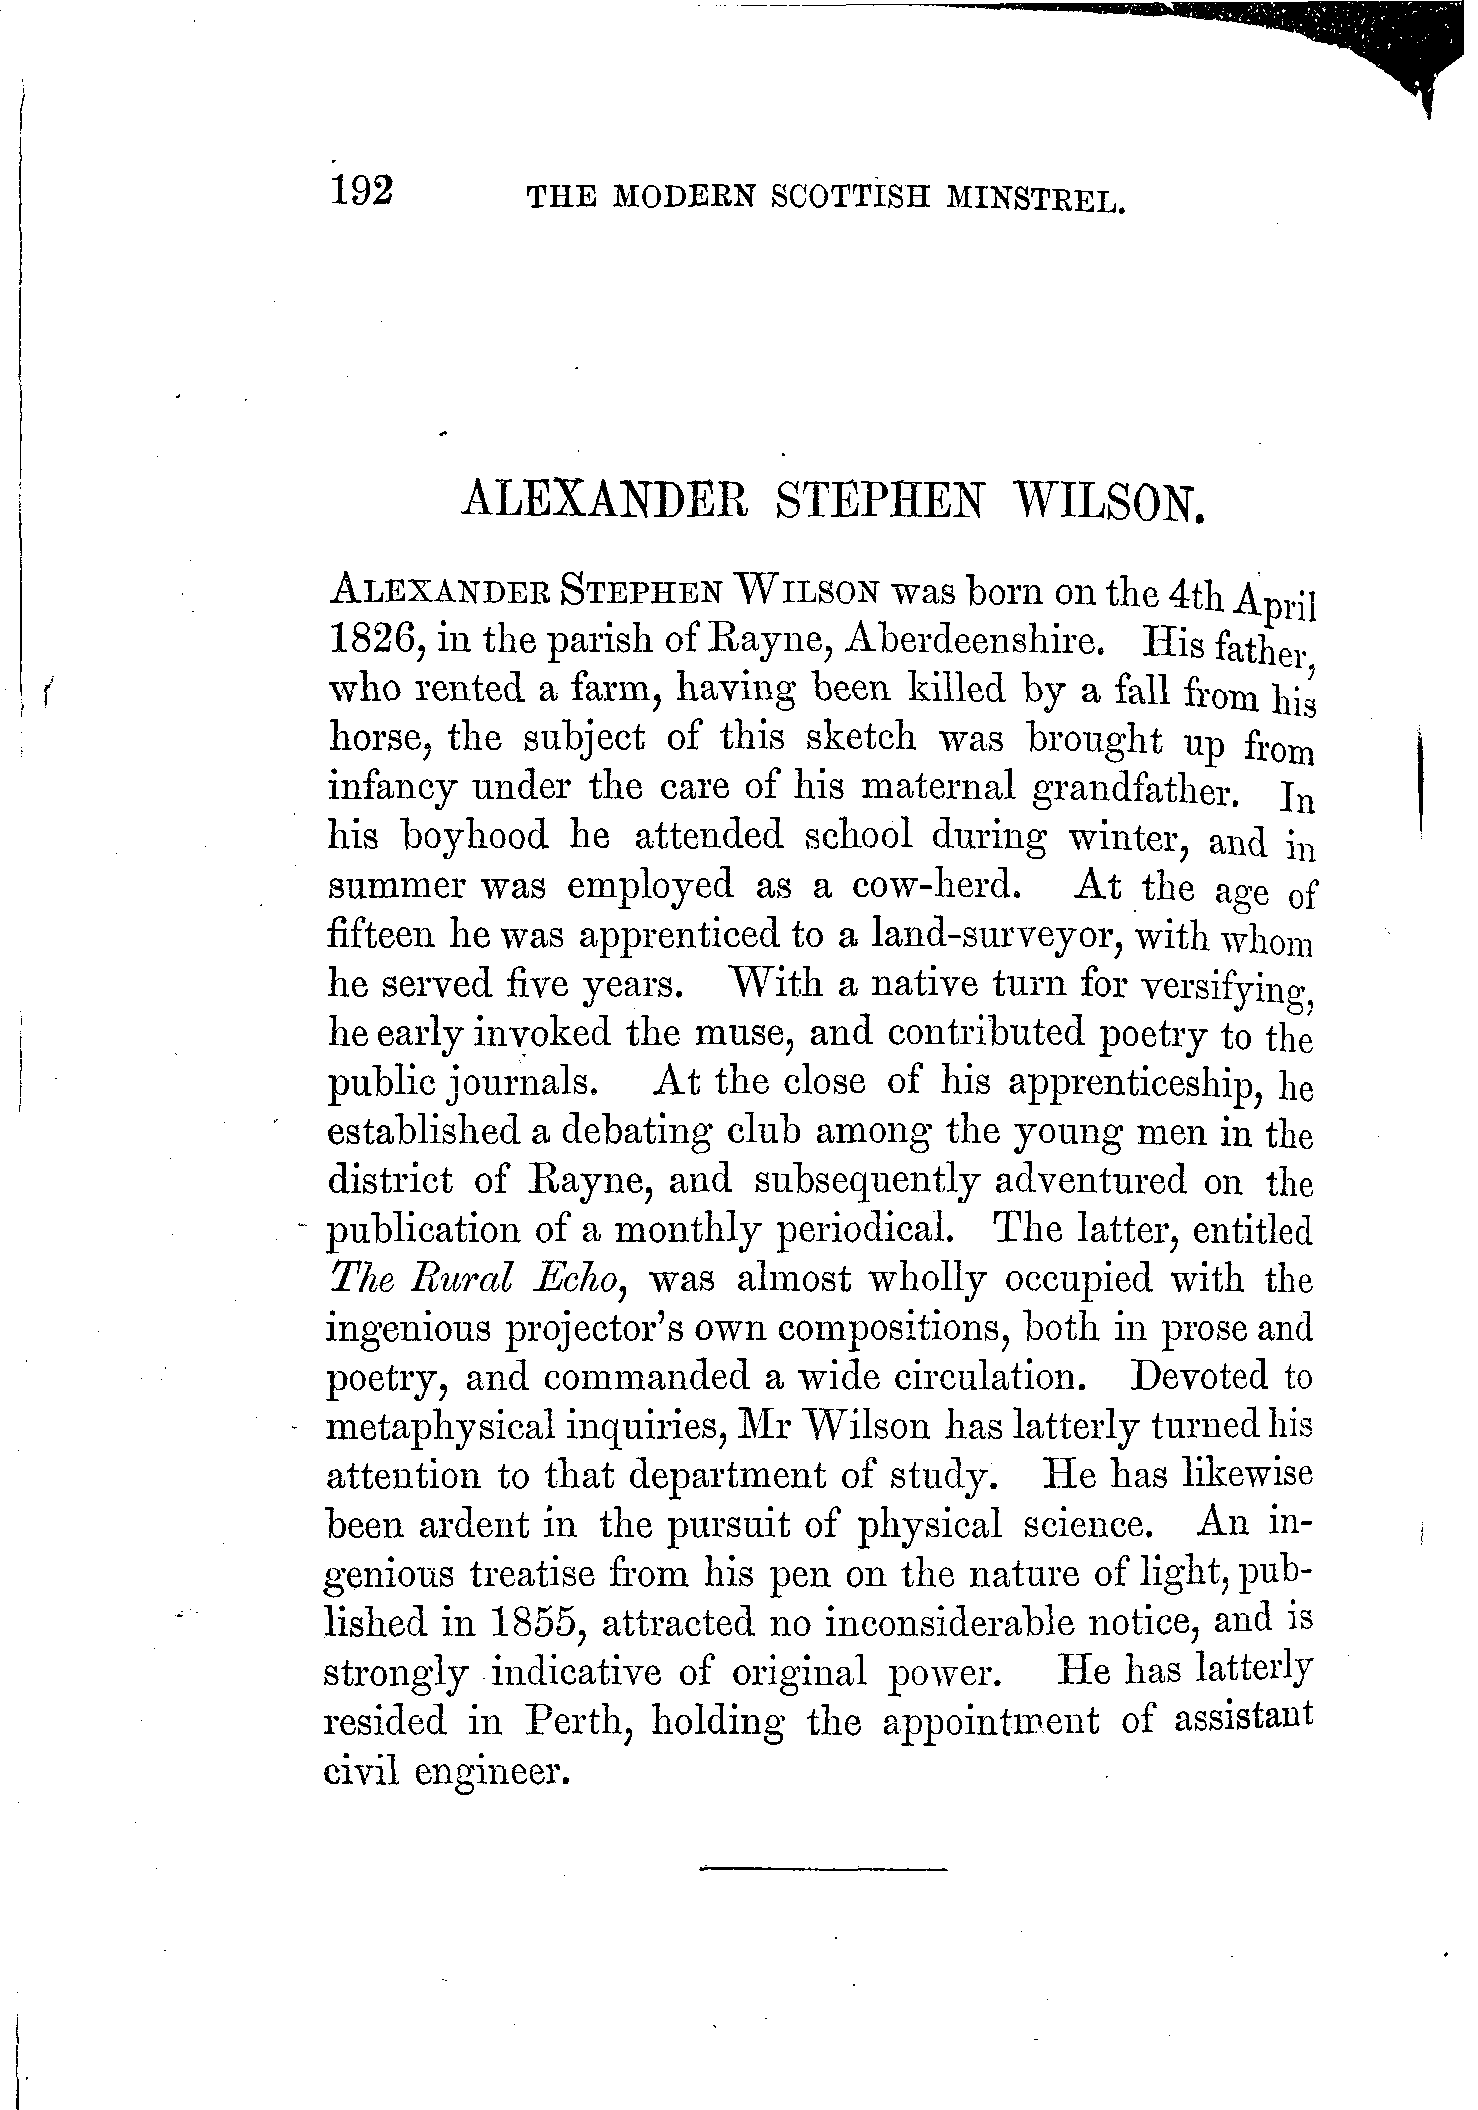 192 THE MODERN SCOTTISH MINSTREL.
ALEXANDER STEPHEN WILSON.
ALEXANDER STEPHEN WILSON was born on the 4th April
1826, in the parish of Rayne, Aberdeenshire. His father,
who rented a farm, having been killed by a fall from his
horse, the subject of this sketch was brought up from
infancy under the care of his maternal grandfather. In
his boyhood he attended school during winter, and in
summer was employed as a cow-herd. At the age of
fifteen he was apprenticed to a land-surveyor, with whom
he served five years. With a native turn for versifying,
he early invoked the muse, and contributed poetry to the
public journals. At the close of his apprenticeship, he
established a debating club among the young men in the
district of Rayne, and subsequently adventured on the
publication of a monthly periodical. The latter, entitled
The Rural Echo, was almost wholly occupied with the
ingenious projector's own compositions, both in prose and
poetry, and commanded a wide circulation. Devoted to
metaphysical inquiries, Mr Wilson has latterly turned his
attention to that department of study. He has likewise
been ardent in the pursuit of physical science. An in-
genious treatise from his pen on the nature of light, pub-
lished in 1855, attracted no inconsiderable notice, and is
strongly indicative of original power. He has latterly
resided in Perth, holding the appointment of assistant
civil engineer.